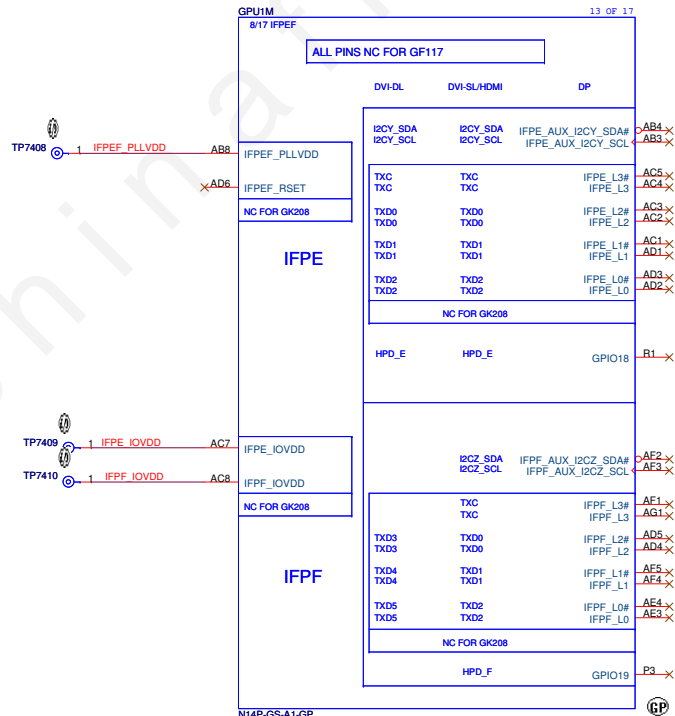 GPU1M 13 OF 17
8/17 IFPEF
ALL PINS NC FOR GF117
DVI-DL DVI-SL/HDMI DP
I2CY_SDA I2CY_SDA IFPE_AUX_I2CY_SDA# AB4
I2CY_SCL I2CY_SCL IFPE_AUX_I2CY_SCL AB3
TP7408 1 IFPEF_PLLVDD AB8 IFPEF_PLLVDD
AD6 IFPEF_RSET
NC FOR GK208
TXC TXC IFPE_L3# AC5
TXC TXC IFPE_L3 AC4
TXD0 TXD0 IFPE_L2# AC3
TXD0 TXD0 IFPE_L2 AC2
TXD1 TXD1 IFPE_L1# AC1
TXD1 TXD1 IFPE_L1 AD1
IFPE
TXD2 TXD2 IFPE_L0# AD3
TXD2 TXD2 IFPE_L0 AD2
NC FOR GK208
HPD_E HPD_E GPIO18 R1
TP7409 1 IFPE_IOVDD AC7 IFPE_IOVDD
TP7410 1 IFPF_IOVDD AC8 IFPF_IOVDD
NC FOR GK208
I2CZ_SDA IFPF_AUX_I2CZ_SDA# AF2
I2CZ_SCL IFPF_AUX_I2CZ_SCL AF3
TXC IFPF_L3# AF1
TXC IFPF_L3 AG1
TXD3 TXD0 IFPF_L2# AD5
TXD3 TXD0 IFPF_L2 AD4
IFPF
TXD4 TXD1 IFPF_L1# AF5
TXD4 TXD1 IFPF_L1 AF4
TXD5 TXD2 IFPF_L0# AE4
TXD5 TXD2 IFPF_L0 AE3
NC FOR GK208
HPD_F GPIO19 P3
GP
N14P-GS-A1-GP
h i n a f